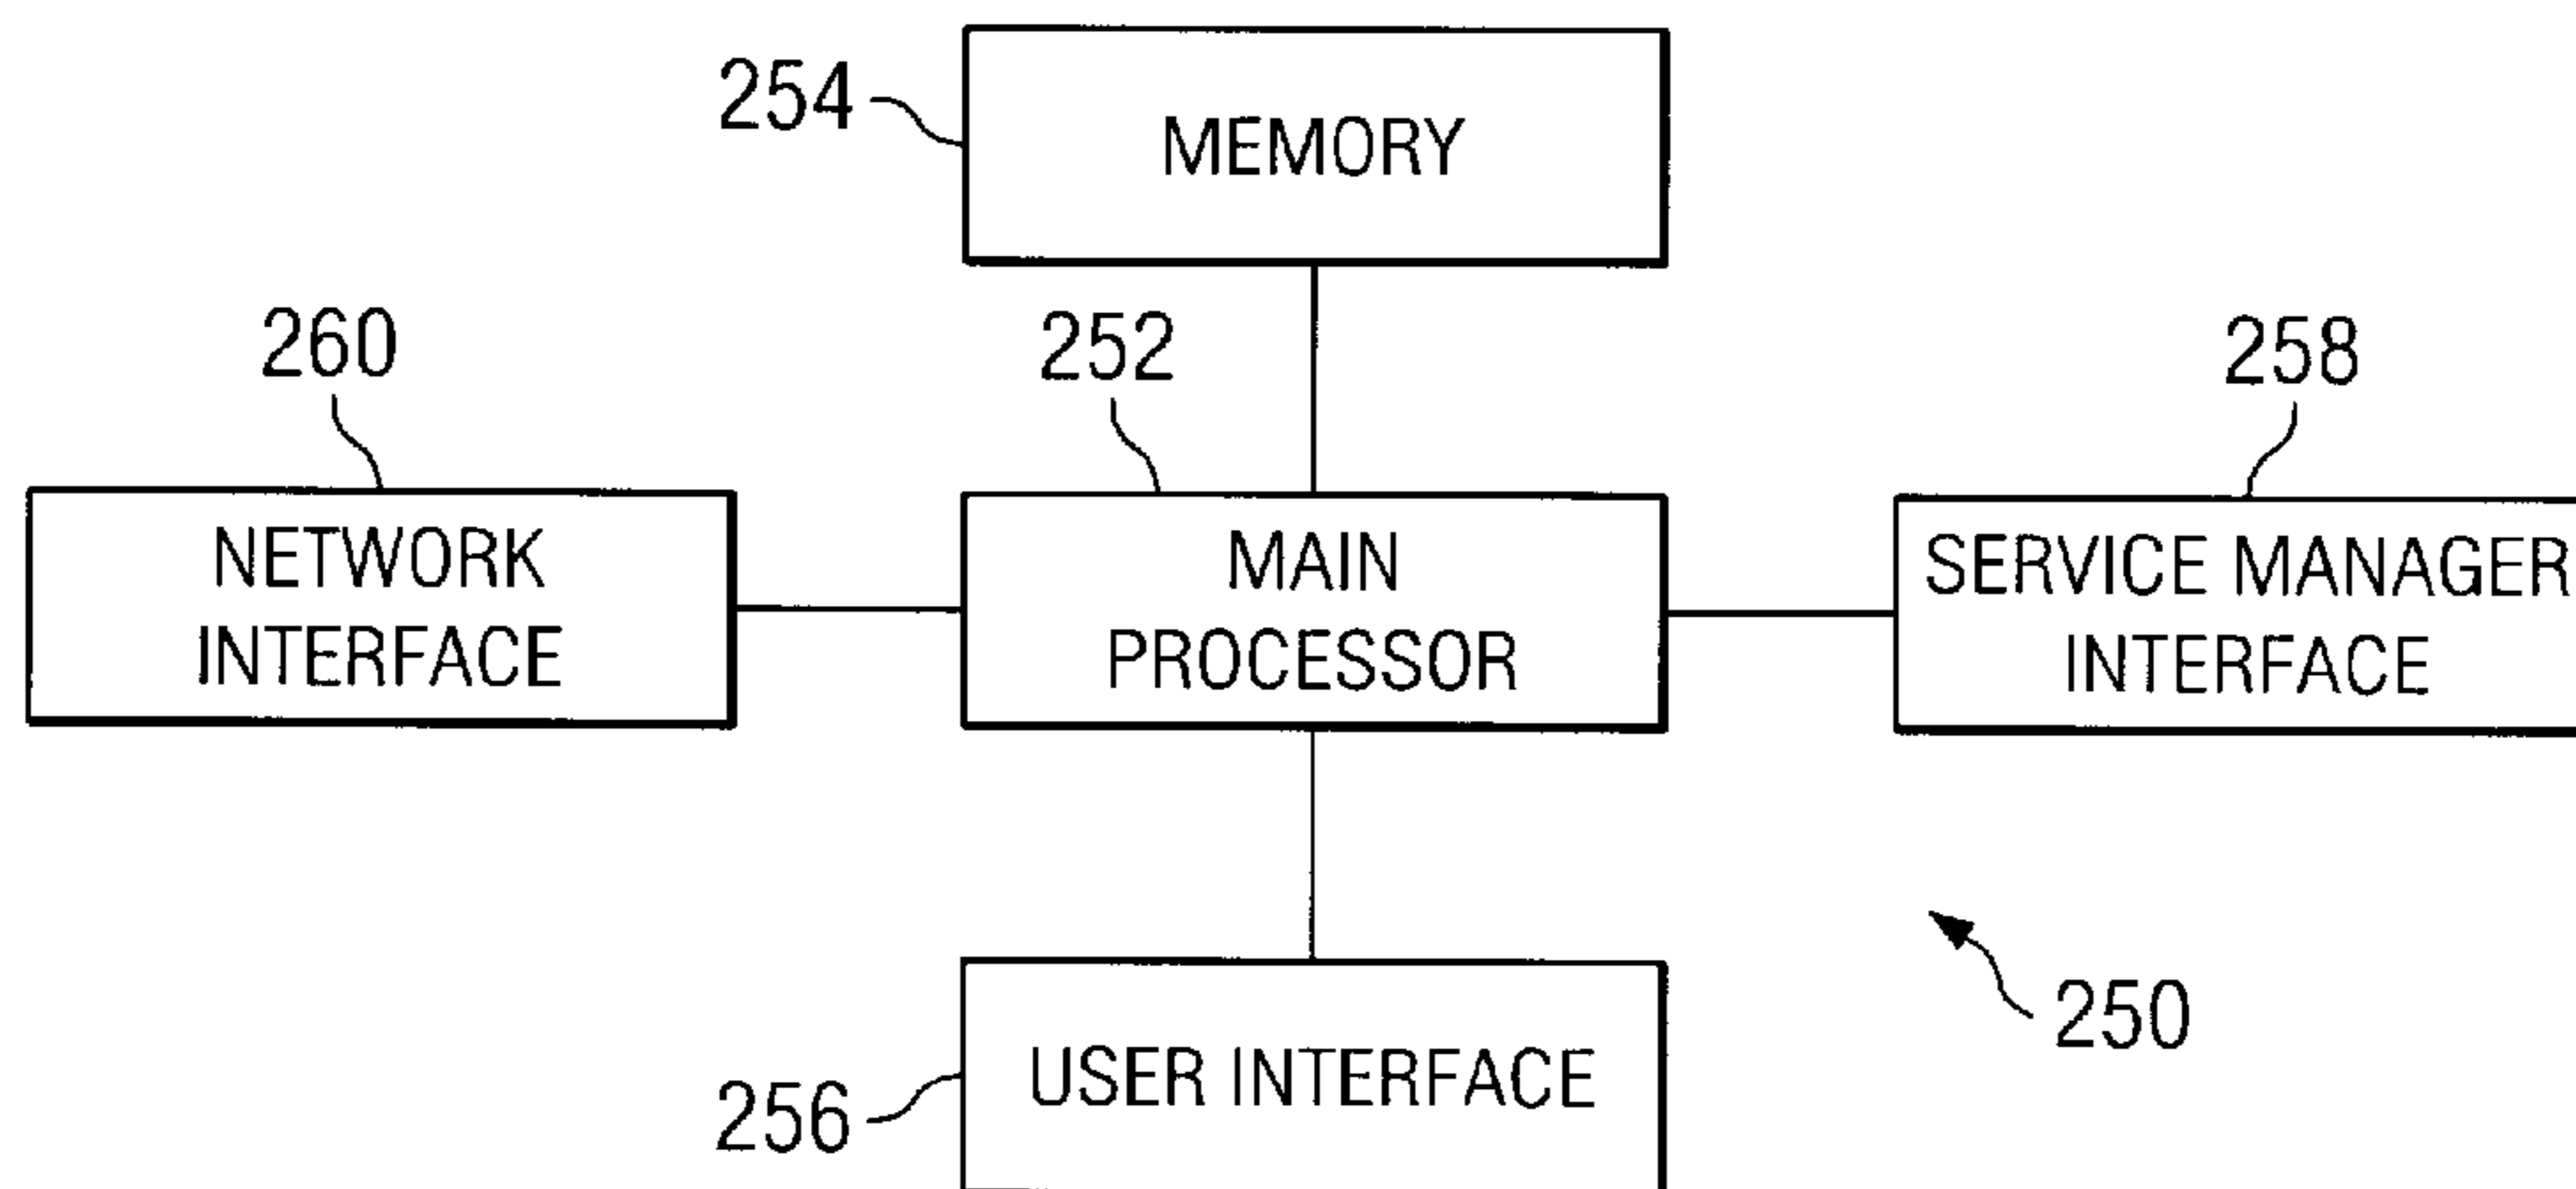 254
MEMORY
260
252
258
NETWORK
INTERFACE
MAIN
PROCESSOR
SERVICE MANAGER
INTERFACE
250
256
USER INTERFACE